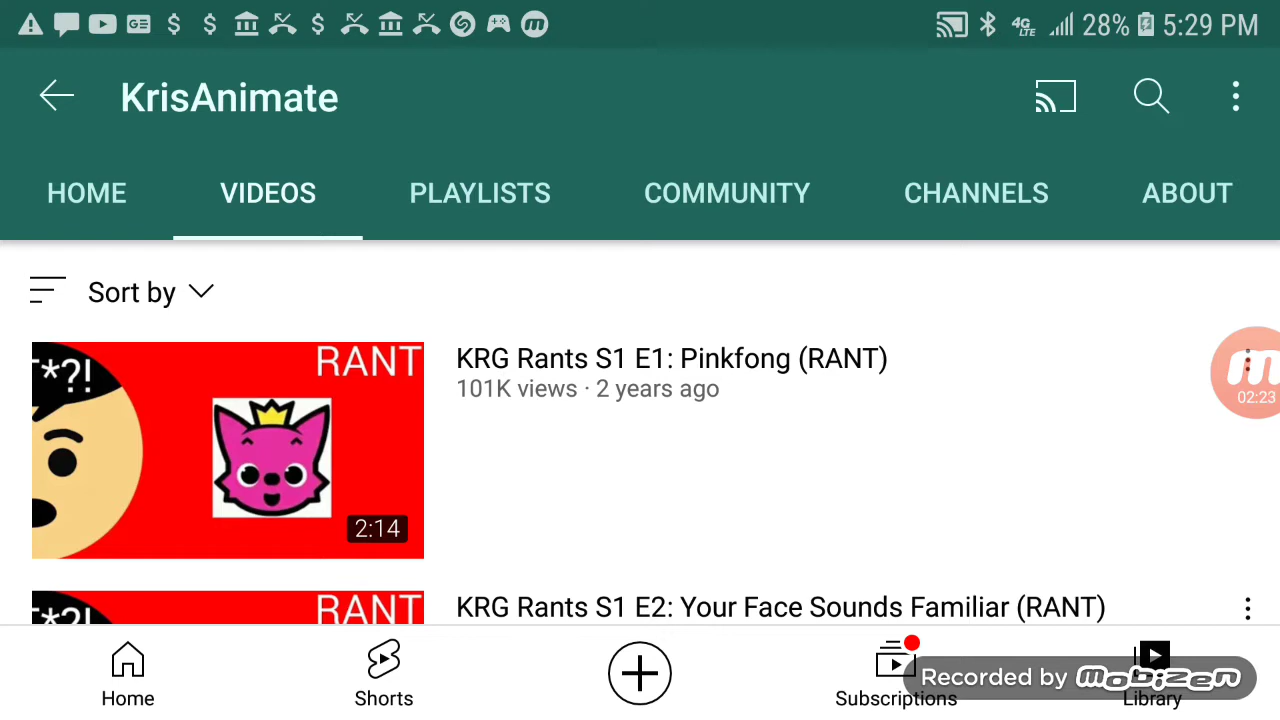 28% 5:29 PM
KrisAnimate
HOME VIDEOS PLAYLISTS COMMUNITY CHANNELS ABOUT
Sort by
T*?!
RANT
2:14
KRG Rants S1 E1: Pinkfong (RANT)
101K views · 2 years ago
02:23
T*?!
RANT
KRG Rants S1 E2: Your Face Sounds Familiar (RANT)
Home Shorts Subscriptions Library
Recorded by mobizen